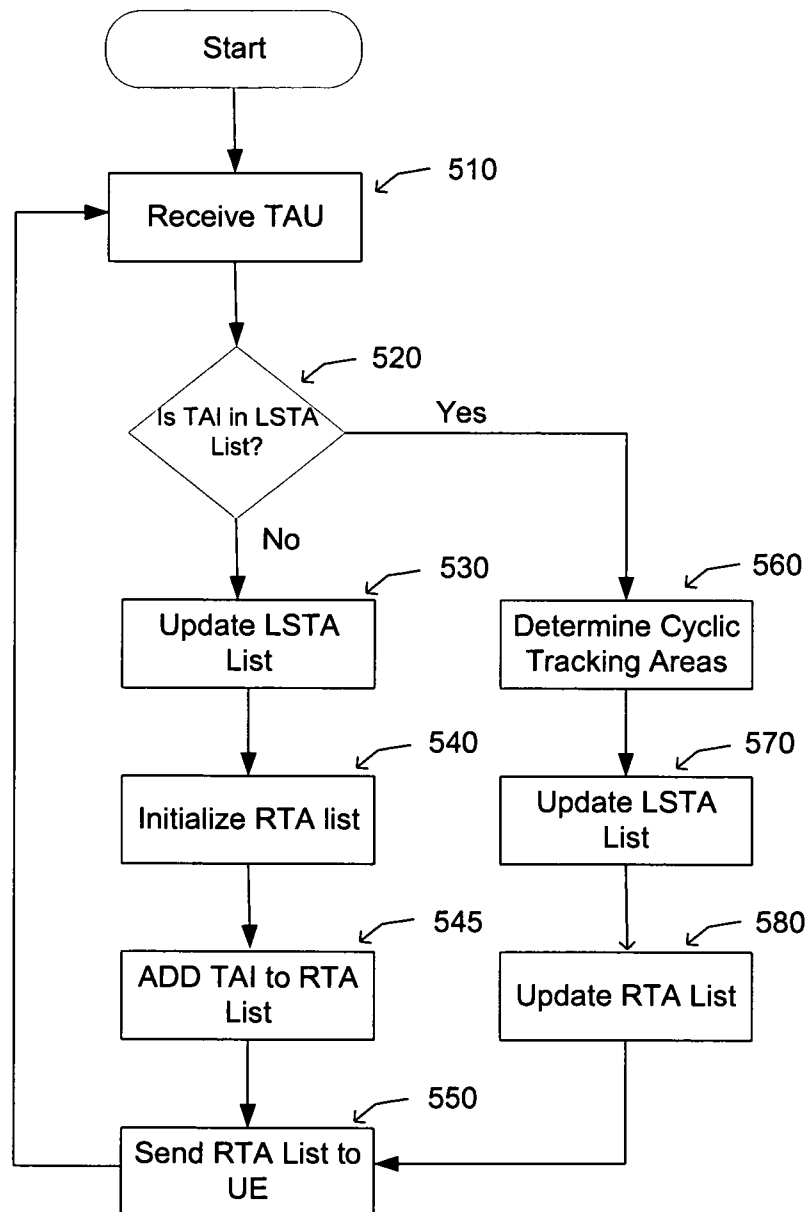 Start
510
Receive TAU
520
Is TAI in LSTA
List?
Yes
No
530
Update LSTA
List
560
Determine Cyclic
Tracking Areas
540
Initialize RTA list
570
Update LSTA
List
545
ADD TAI to RTA
List
580
Update RTA List
550
Send RTA List to
UE